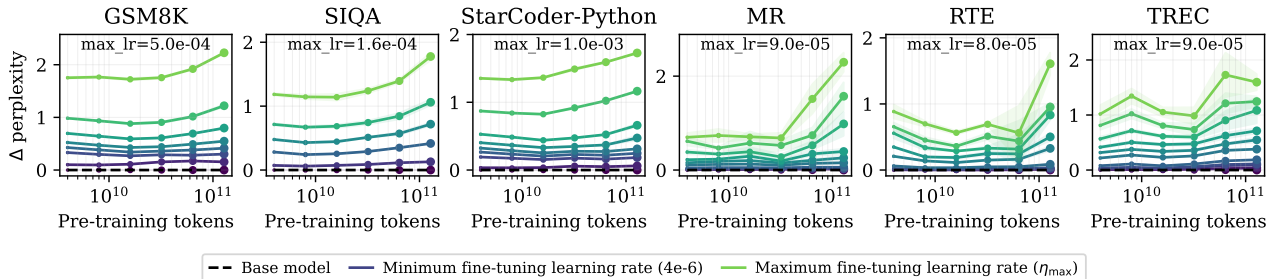 GSM8K SIQA StarCoder-Python MR RTE TREC
max_lr=5.0e-04 max_lr=1.6e-04 max_lr=1.0e-03 max_lr=9.0e-05 max_lr=8.0e-05 max_lr=9.0e-05
Δ perplexity
2
1
0
10^10 10^11
Pre-training tokens
2
1
0
10^10 10^11
Pre-training tokens
2
1
0
10^10 10^11
Pre-training tokens
2
0
10^10 10^11
Pre-training tokens
2
1
0
10^10 10^11
Pre-training tokens
2
1
0
10^10 10^11
Pre-training tokens
Base model Minimum fine-tuning learning rate (4e-6) Maximum fine-tuning learning rate (ηmax)